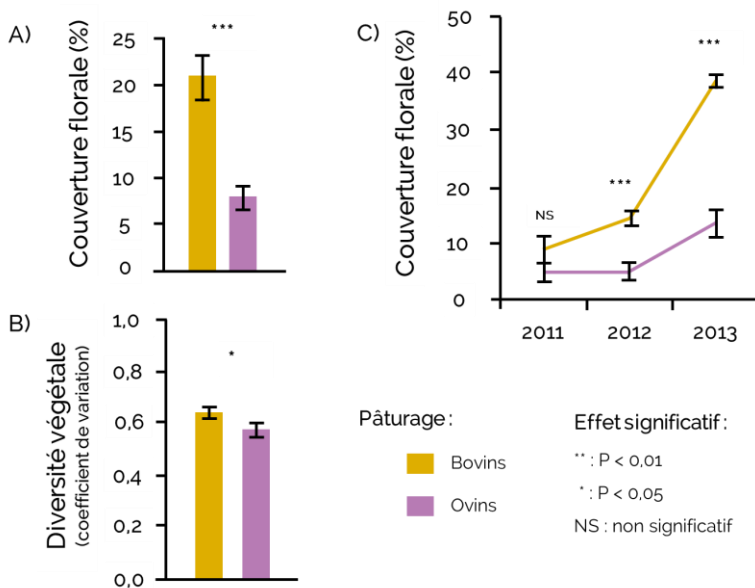 A)
***
Couverture florale (%)
25
20
15
10
5
0
B)
*
Diversité végétale
(coefficient de variation)
1,0
0,8
0,6
0,4
0,2
0,0
C)
Couverture florale (%)
50
40
30
20
10
0
NS
***
***
2011 2012 2013
Pâturage :
Bovins
Ovins
Effet significatif :
** : P < 0,01
* : P < 0,05
NS : non significatif